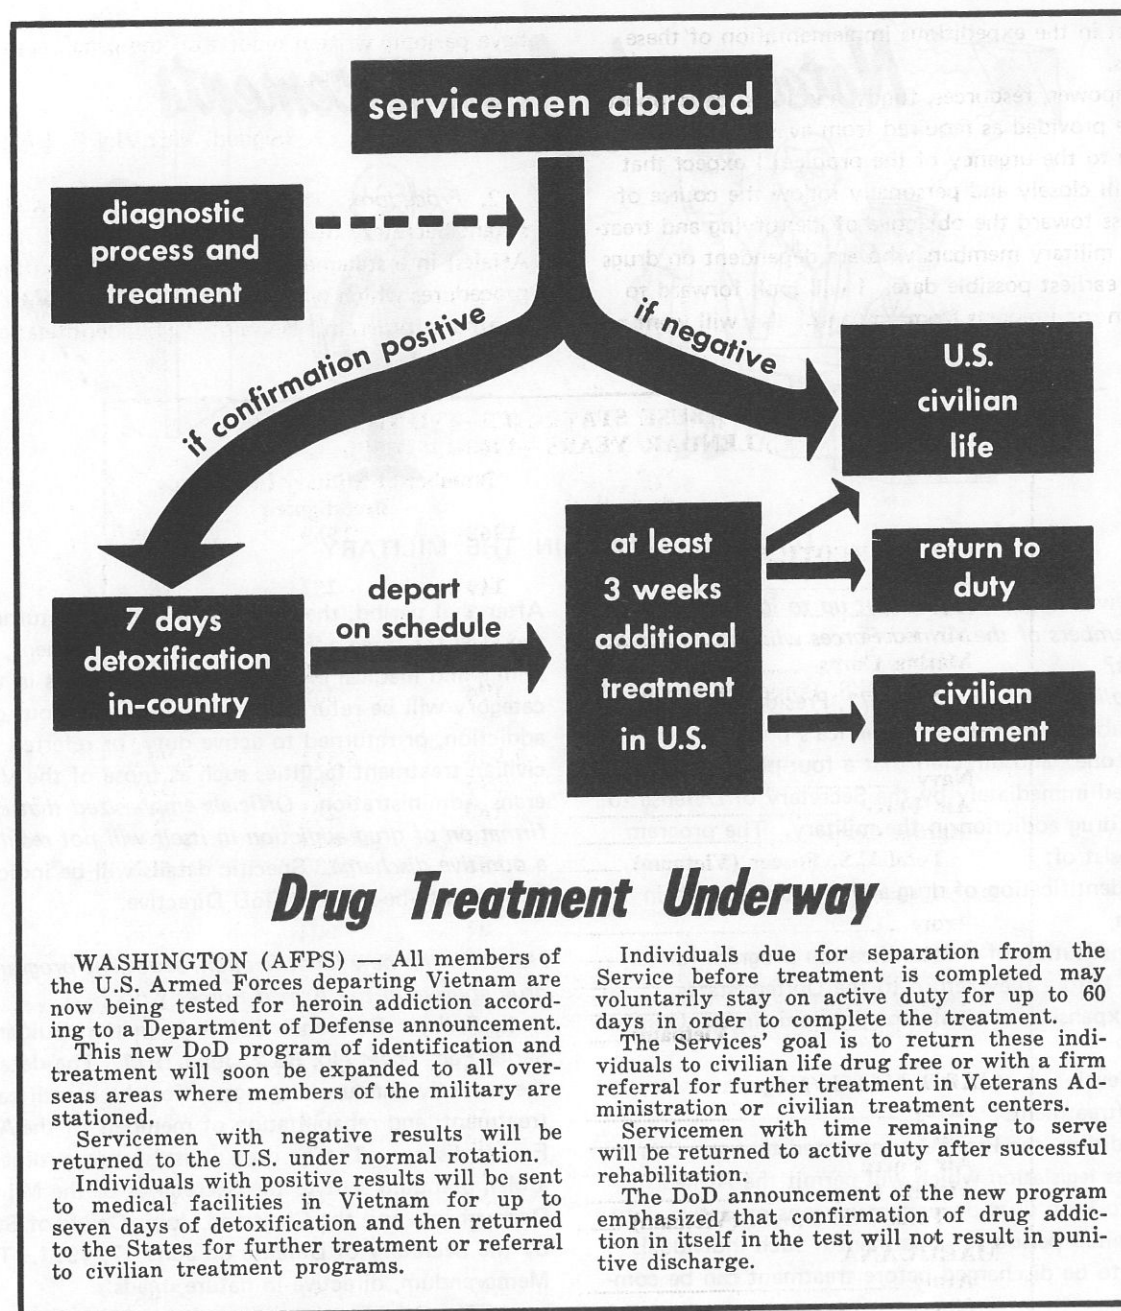 servicemen abroad
diagnostic
process and
treatment
if confirmation positive
if negative
U.S.
civilian
life
7 days
detoxification
in-country
depart
on schedule
at least
3 weeks
additional
treatment
in U.S.
return to
duty
civilian
treatment
Drug Treatment Underway
WASHINGTON (AFPS) — All members of
the U.S. Armed Forces departing Vietnam are
now being tested for heroin addiction accord-
ing to a Department of Defense announcement.
This new DoD program of identification and
treatment will soon be expanded to all over-
seas areas where members of the military are
stationed.
Servicemen with negative results will be
returned to the U.S. under normal rotation.
Individuals with positive results will be sent
to medical facilities in Vietnam for up to
seven days of detoxification and then returned
to the States for further treatment or referral
to civilian treatment programs.
Individuals due for separation from the
Service before treatment is completed may
voluntarily stay on active duty for up to 60
days in order to complete the treatment.
The Services' goal is to return these indi-
viduals to civilian life drug free or with a firm
referral for further treatment in Veterans Ad-
ministration or civilian treatment centers.
Servicemen with time remaining to serve
will be returned to active duty after successful
rehabilitation.
The DoD announcement of the new program
emphasized that confirmation of drug addic-
tion in itself in the test will not result in puni-
tive discharge.